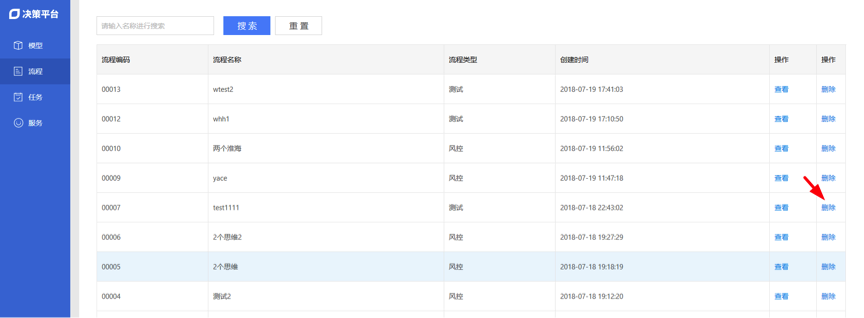 决策平台
模型
流程
任务
服务
请输入名称进行搜索 搜索 重置
流程编码 流程名称 流程类型 创建时间 操作 操作
00013 wtest2 测试 2018-07-19 17:41:03 查看 删除
00012 whh1 测试 2018-07-19 17:10:50 查看 删除
00010 两个淮海 风控 2018-07-19 11:56:02 查看 删除
00009 yace 风控 2018-07-19 11:47:18 查看 删除
00007 test1111 测试 2018-07-18 22:43:02 查看 删除
00006 2个思维2 风控 2018-07-18 19:27:29 查看 删除
00005 2个思维 风控 2018-07-18 19:18:19 查看 删除
00004 测试2 风控 2018-07-18 19:12:20 查看 删除